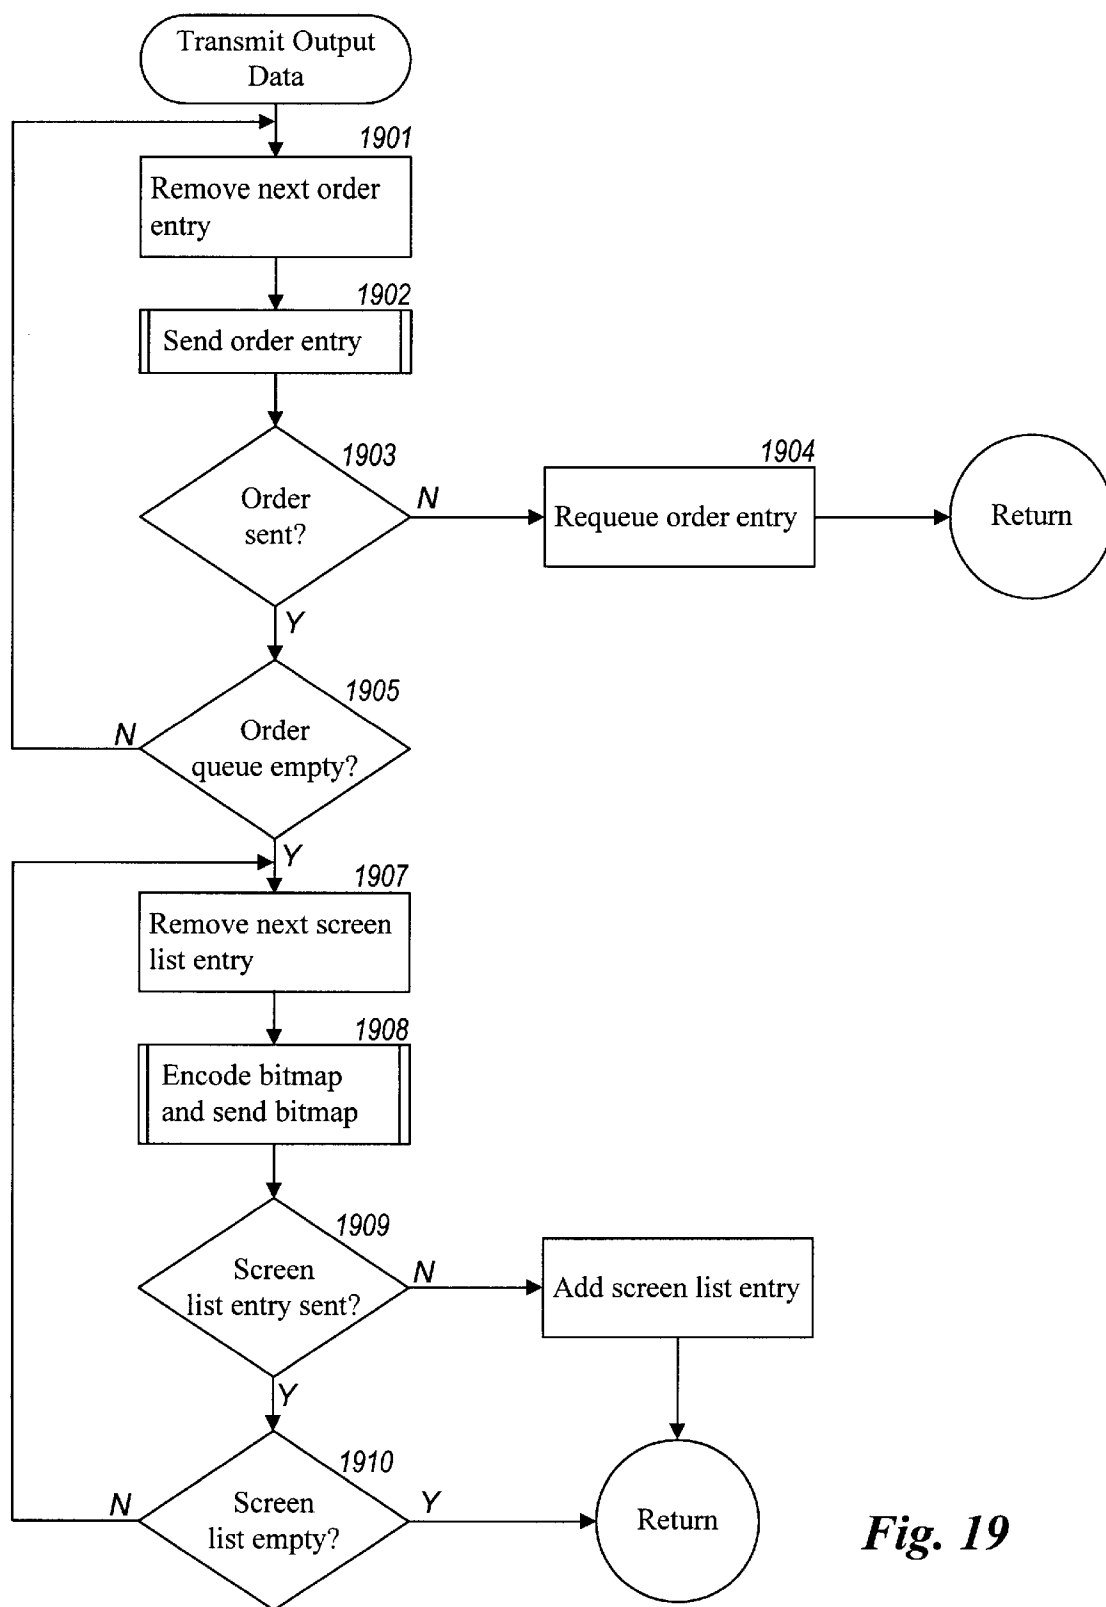 Transmit Output
Data
1901
Remove next order
entry
1902
Send order entry
1903
Order
sent?
N
1904
Requeue order entry
Return
Y
1905
Order
queue empty?
N
Y
1907
Remove next screen
list entry
1908
Encode bitmap
and send bitmap
1909
Screen
list entry sent?
N
Add screen list entry
Y
1910
Screen
list empty?
N
Y
Return
Fig. 19